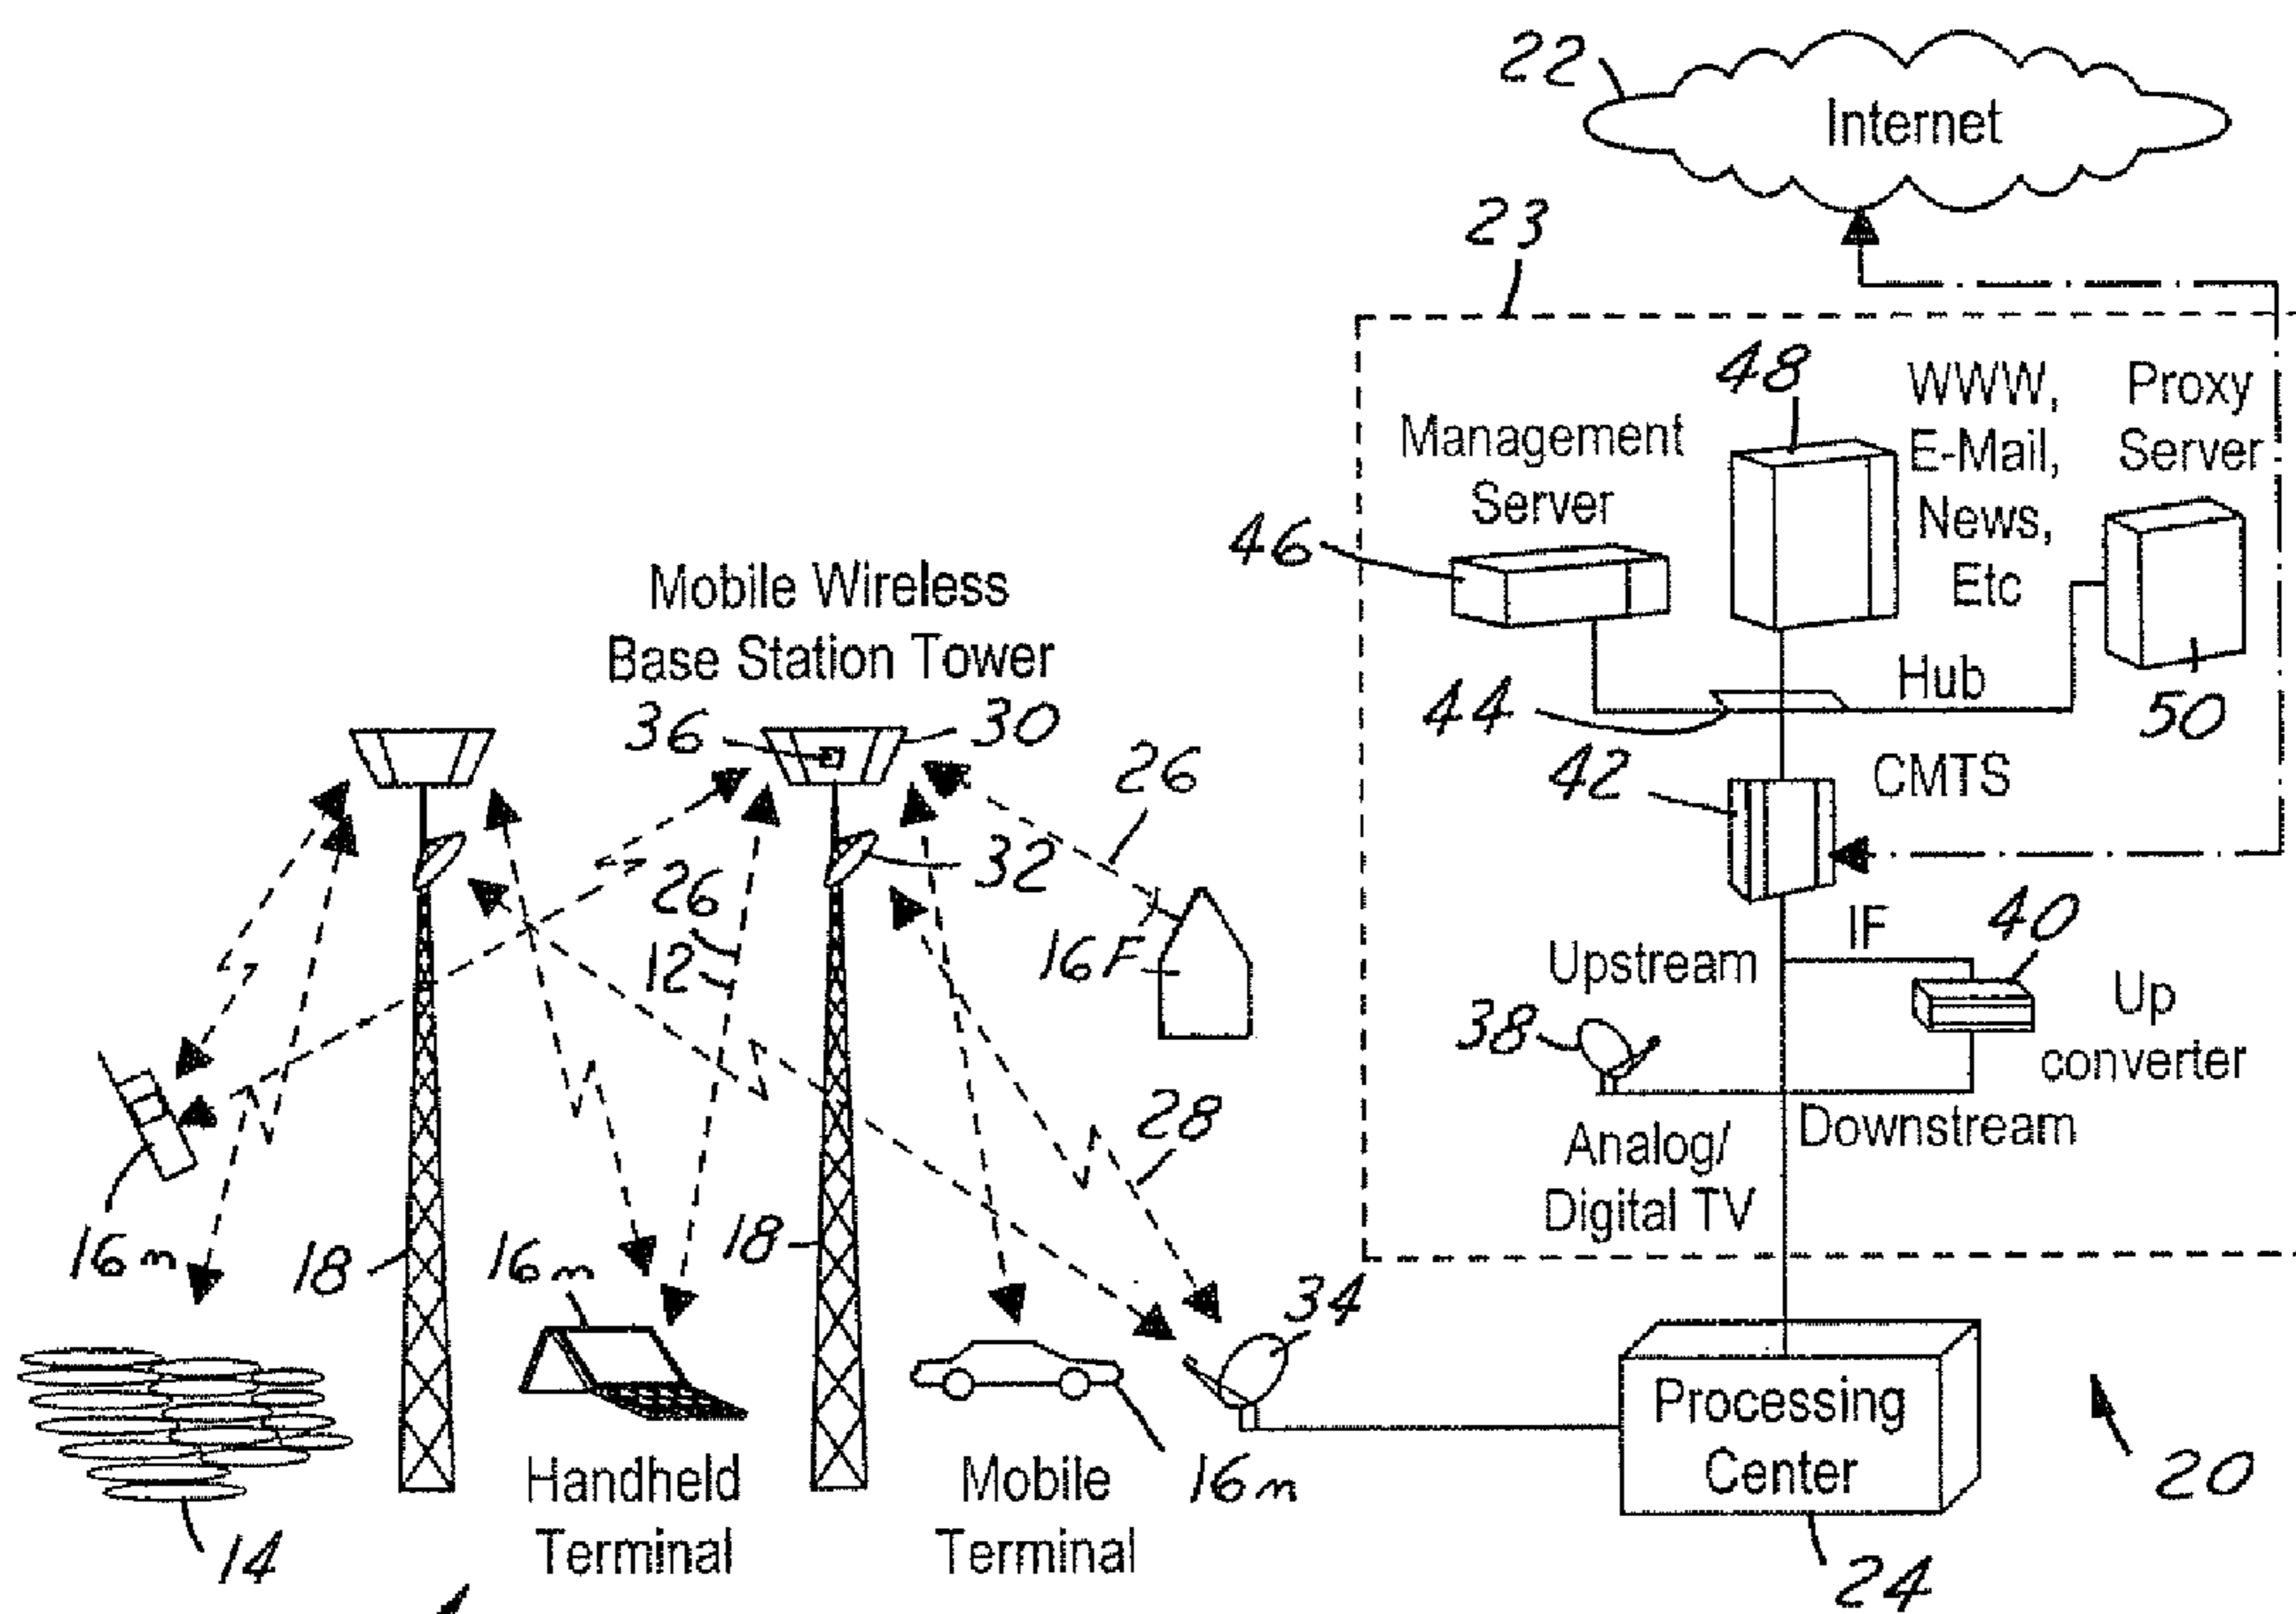 22
Internet
23
48
WWW,
E-Mail,
News,
Etc
Proxy
Server
Management
Server
46
Hub
44
50
42
CMTS
Mobile Wireless
Base Station Tower
36
30
26
32
26
12
16F
IF
40
Upstream
38
Up
converter
Downstream
Analog/
Digital TV
28
16m
18
16m
18
34
Handheld
Terminal
Mobile
Terminal
16m
Processing
Center
20
14
24